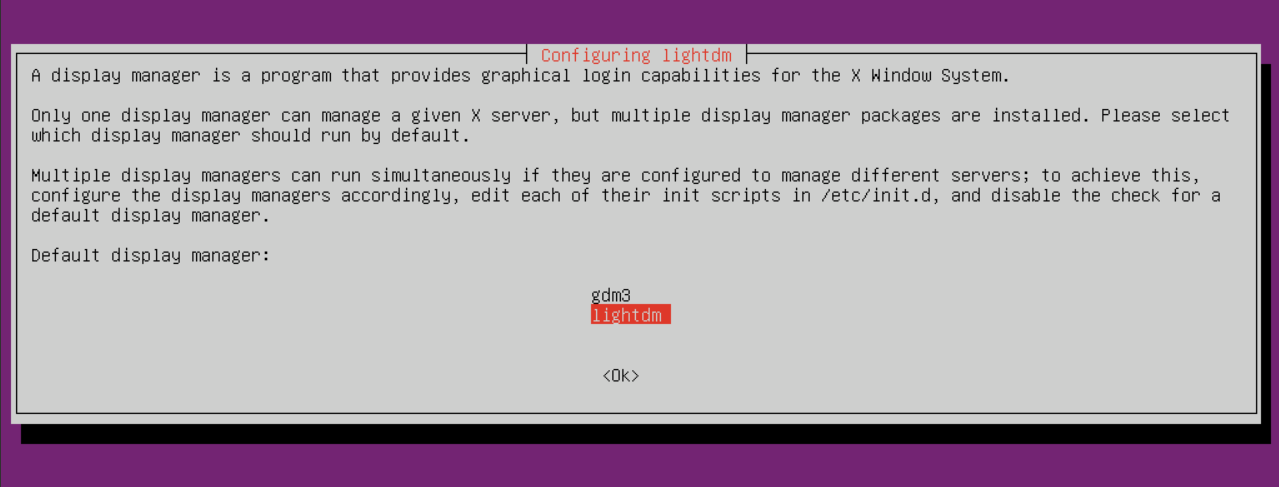 Configuring lightdm
A display manager is a program that provides graphical login capabilities for the X Window System.
Only one display manager can manage a given X server, but multiple display manager packages are installed. Please select
which display manager should run by default.
Multiple display managers can run simultaneously if they are configured to manage different servers; to achieve this,
configure the display managers accordingly, edit each of their init scripts in /etc/init.d, and disable the check for a
default display manager.
Default display manager:
gdm3
lightdm
<Ok>